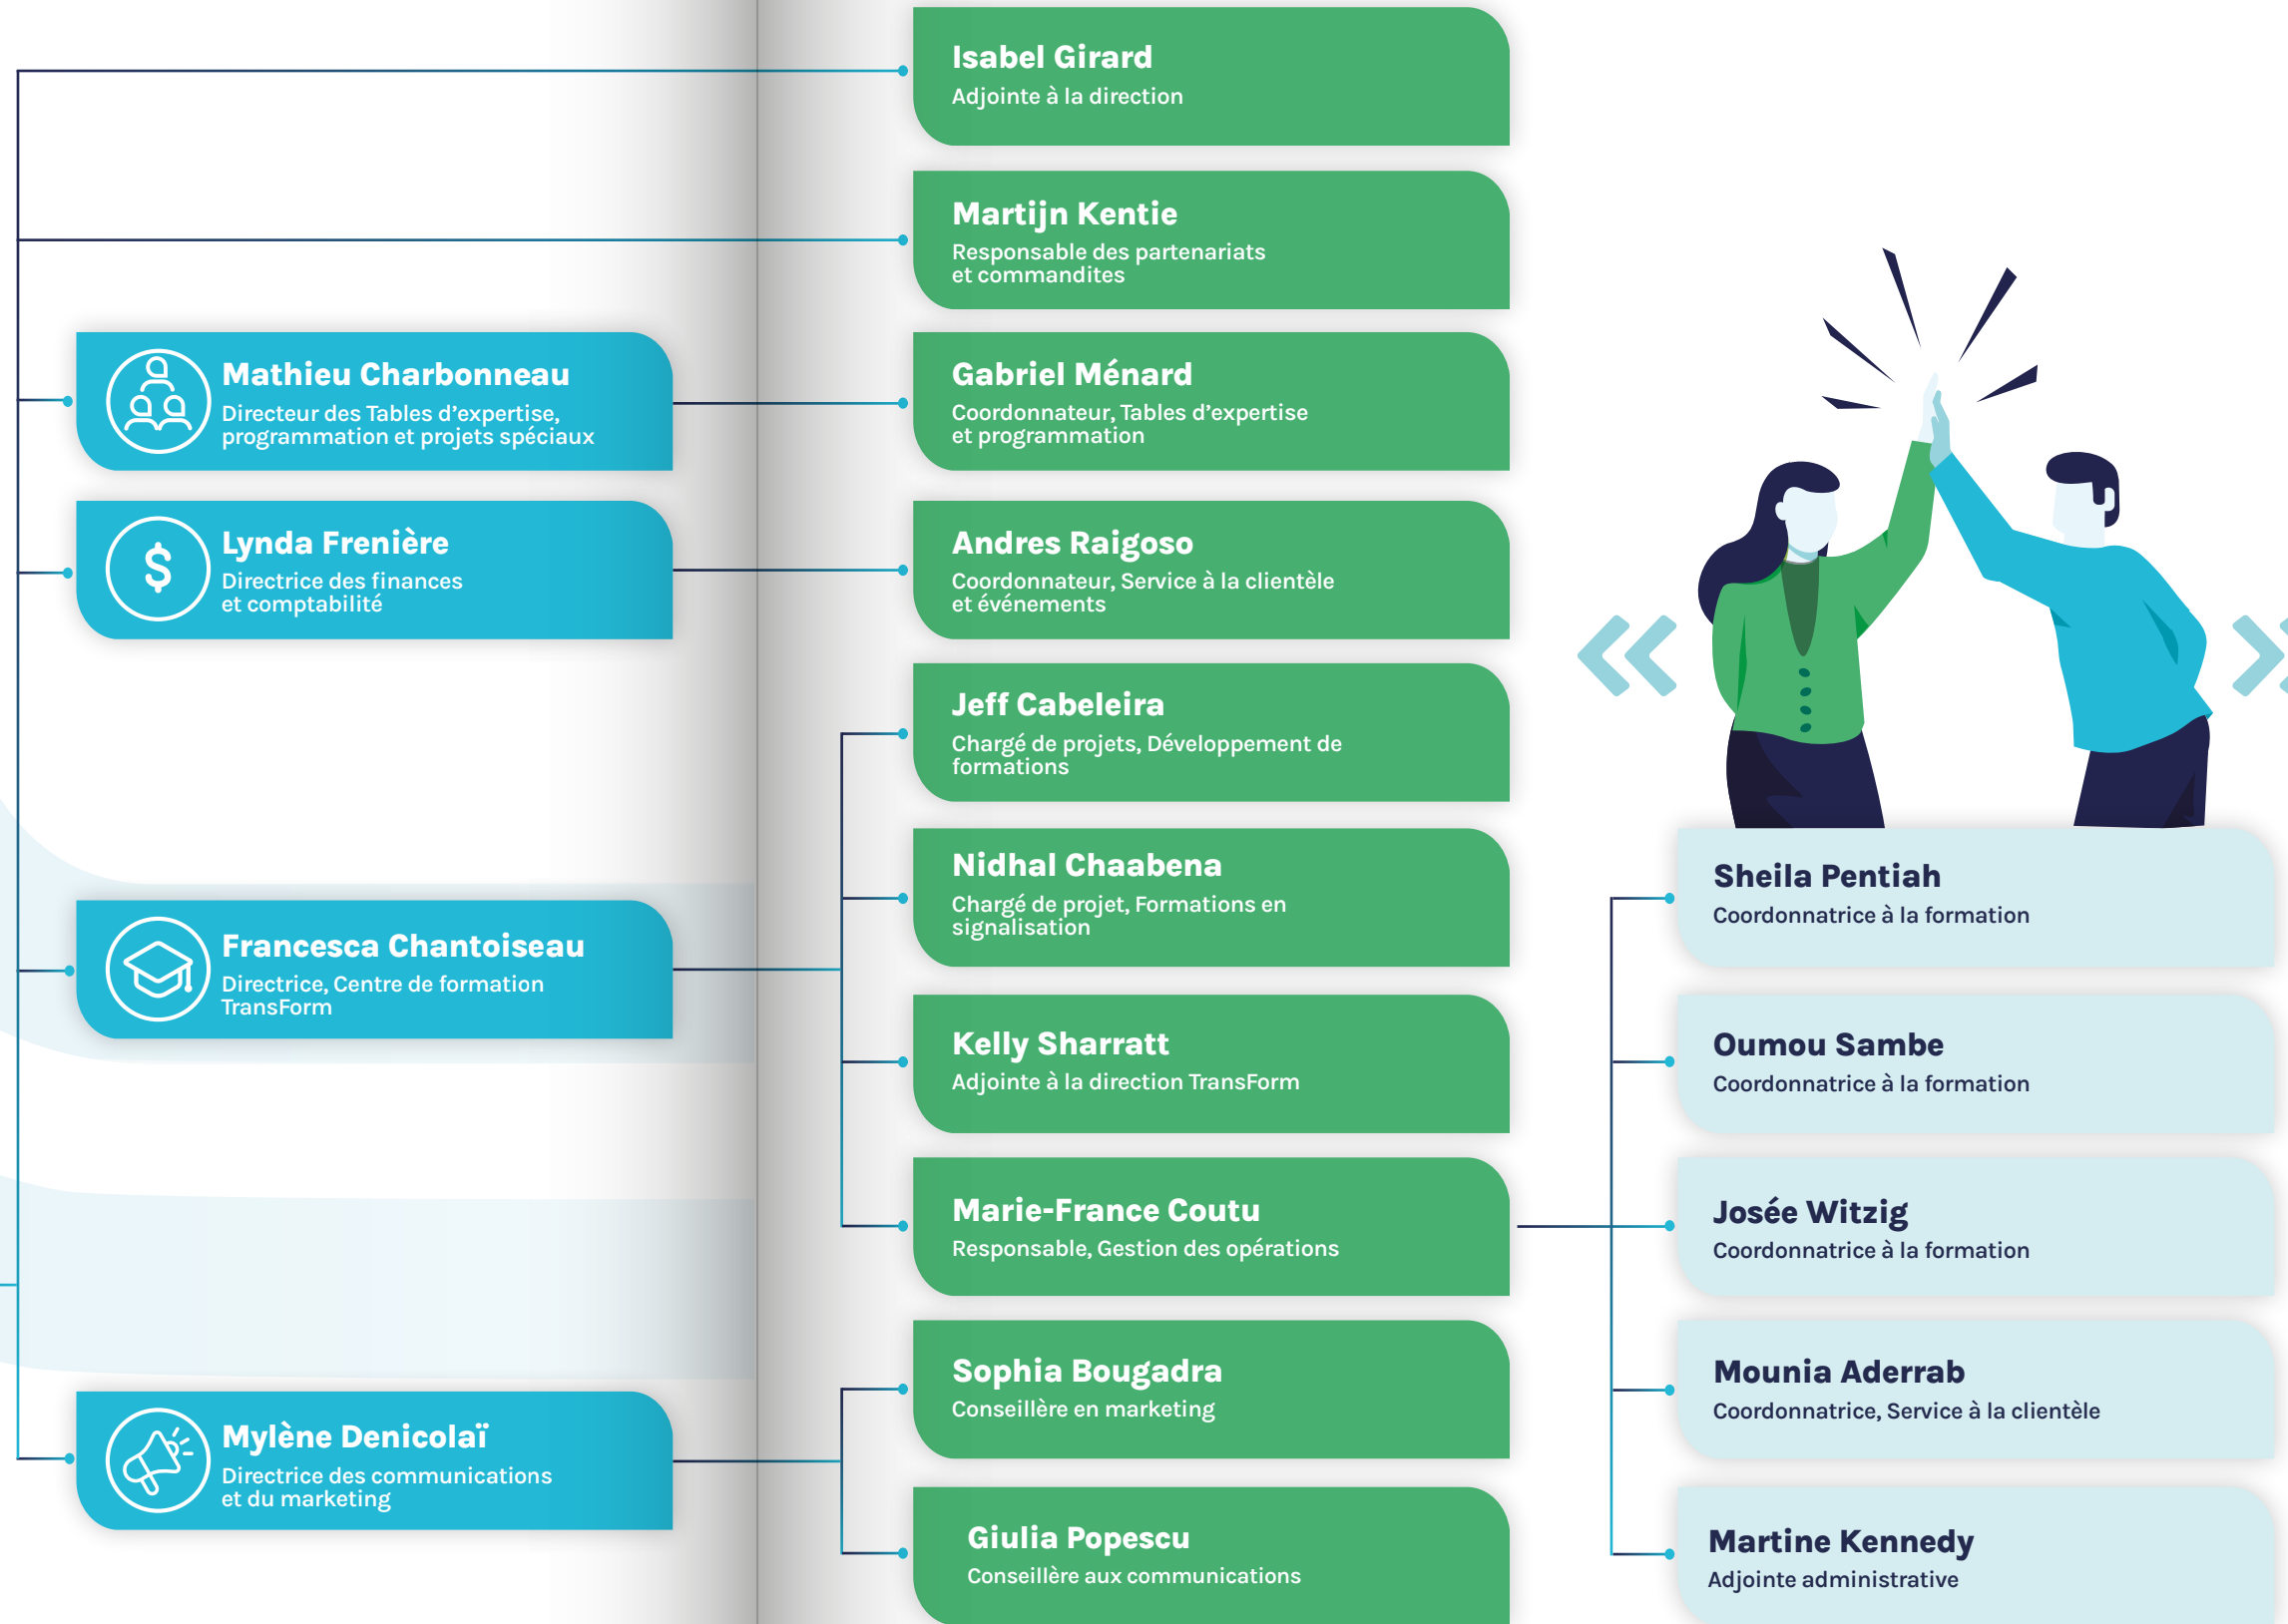 Isabel Girard
Adjointe à la direction
Martijn Kentie
Responsable des partenariats
et commandites
Mathieu Charbonneau
Directeur des Tables d’expertise,
programmation et projets spéciaux
Gabriel Ménard
Coordonnateur, Tables d’expertise
et programmation
Lynda Frenière
Directrice des finances
et comptabilité
Andres Raigoso
Coordonnateur, Service à la clientèle
et événements
Francesca Chantoiseau
Directrice, Centre de formation
TransForm
Jeff Cabeleira
Chargé de projets, Développement de
formations
Nidhal Chaabena
Chargé de projet, Formations en
signalisation
Kelly Sharratt
Adjointe à la direction TransForm
Marie-France Coutu
Responsable, Gestion des opérations
Sheila Pentiah
Coordonnatrice à la formation
Oumou Sambe
Coordonnatrice à la formation
Josée Witzig
Coordonnatrice à la formation
Mounia Aderrab
Coordonnatrice, Service à la clientèle
Martine Kennedy
Adjointe administrative
Mylène Denicolaï
Directrice des communications
et du marketing
Sophia Bougadra
Conseillère en marketing
Giulia Popescu
Conseillère aux communications